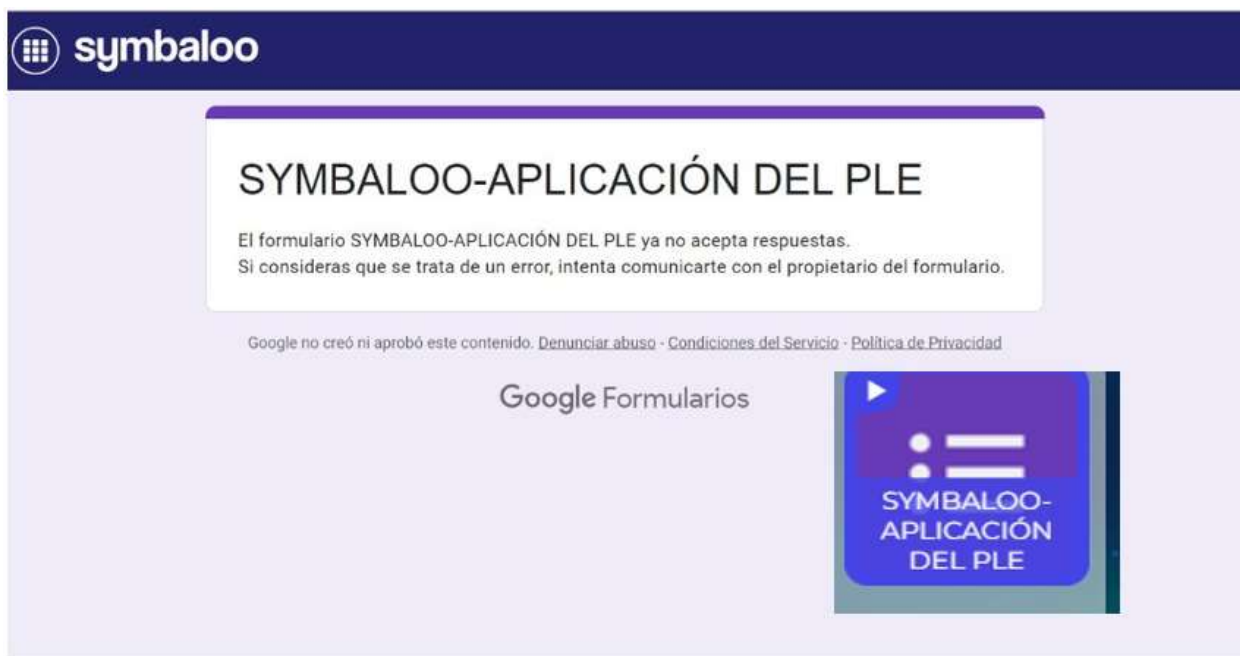 symbaloo
SYMBALOO-APLICACIÓN DEL PLE
El formulario SYMBALOO-APLICACIÓN DEL PLE ya no acepta respuestas.
Si consideras que se trata de un error, intenta comunicarte con el propietario del formulario.
Google no creó ni aprobó este contenido. Denunciar abuso - Condiciones del Servicio - Política de Privacidad
Google Formularios
SYMBALOO-
APLICACIÓN
DEL PLE